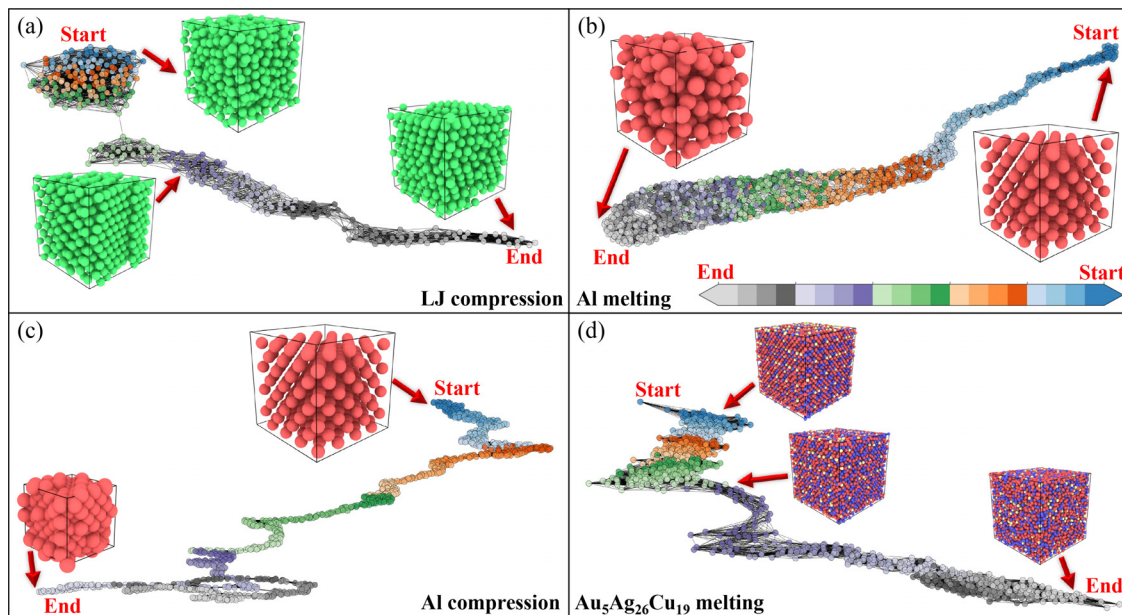 (a)
Start
End
LJ compression
(b)
Start
End
Al melting
End
Start
(c)
Start
End
Al compression
(d)
Start
End
Au₅Ag₂₆Cu₁₉ melting